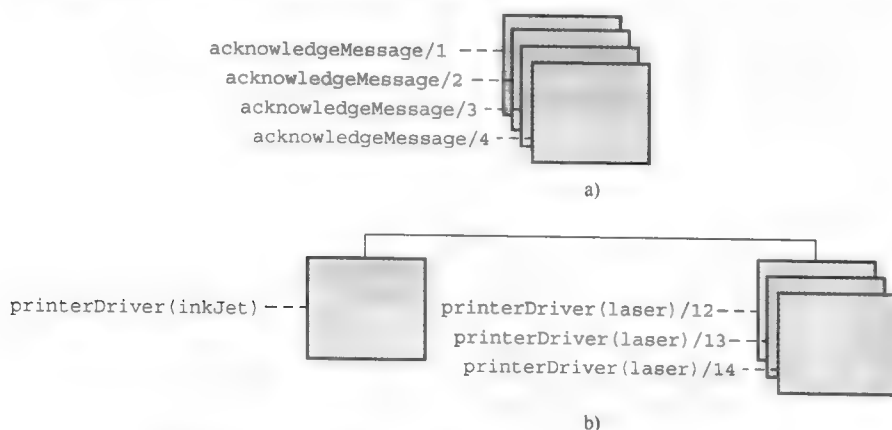 acknowledgeMessage/1
acknowledgeMessage/2
acknowledgeMessage/3
acknowledgeMessage/4
a)
printerDriver(inkJet)
printerDriver(laser)/12
printerDriver(laser)/13
printerDriver(laser)/14
b)